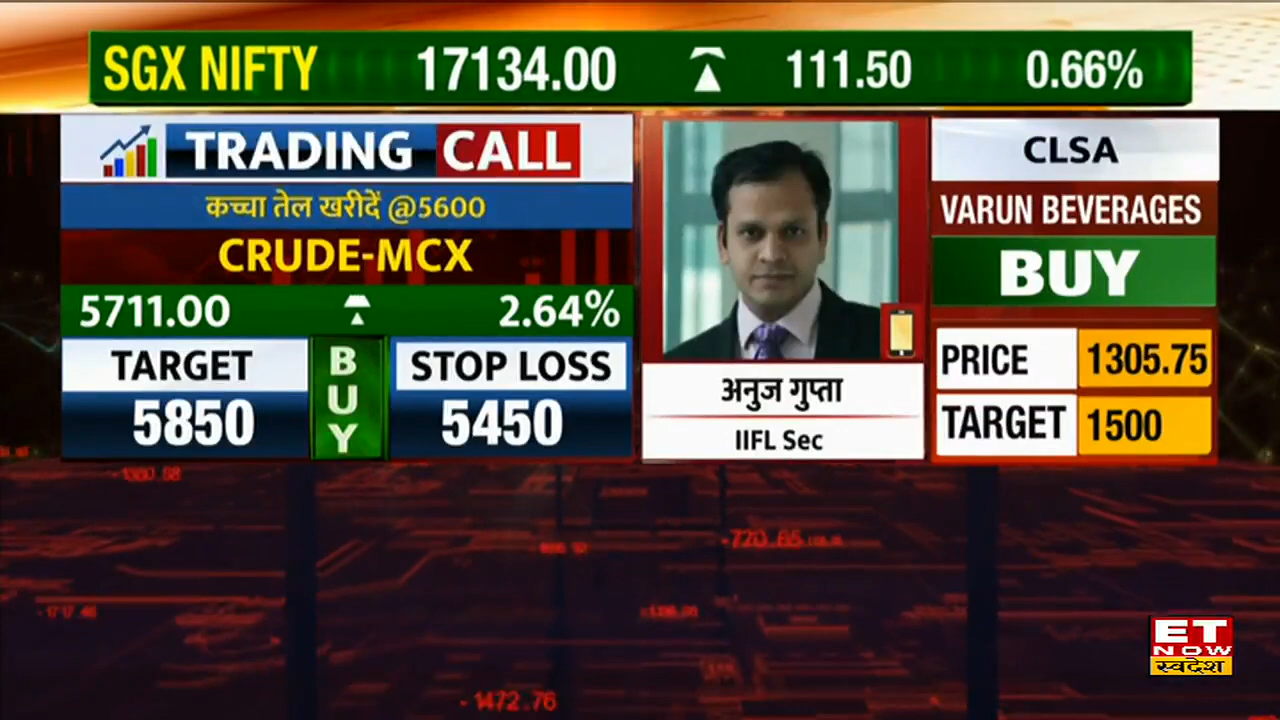 SGX NIFTY 17134.00 111.50 0.66%
TRADING CALL
कच्चा तेल खरीदें @5600
CRUDE-MCX
5711.00 2.64%
TARGET
5850
BUY
STOP LOSS
5450
अनुज गुप्ता
IIFL Sec
CLSA
VARUN BEVERAGES
BUY
PRICE 1305.75
TARGET 1500
-720.65
-1472.76
ET
NOW
स्वदेश